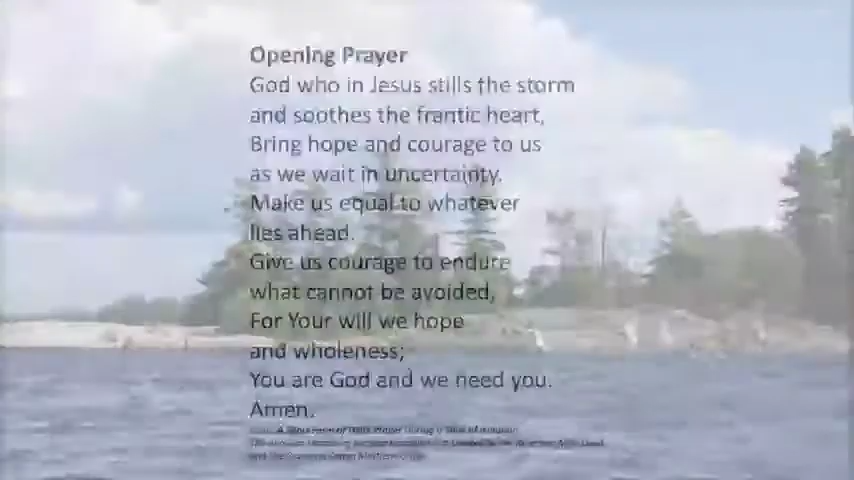 Opening Prayer
God who in Jesus stills the storm
and soothes the frantic heart,
Bring hope and courage to us
as we wait in uncertainty.
Make us equal to whatever
lies ahead.
Give us courage to endure
what cannot be avoided,
For Your will we hope
and wholeness;
You are God and we need you.
Amen.